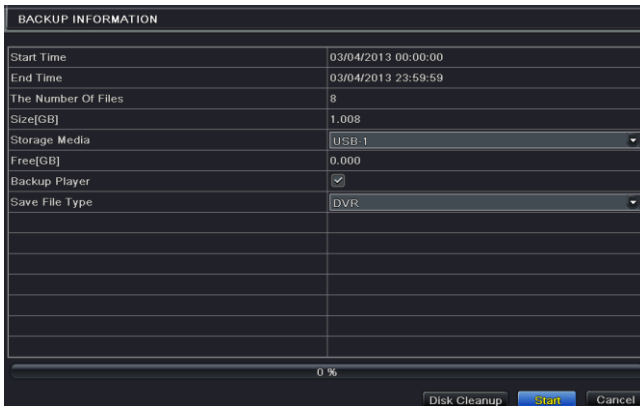 BACKUP INFORMATION
Start Time 03/04/2013 00:00:00
End Time 03/04/2013 23:59:59
The Number Of Files 8
Size[GB] 1.008
Storage Media USB-1
Free[GB] 0.000
Backup Player
Save File Type DVR
0 %
Disk Cleanup Start Cancel